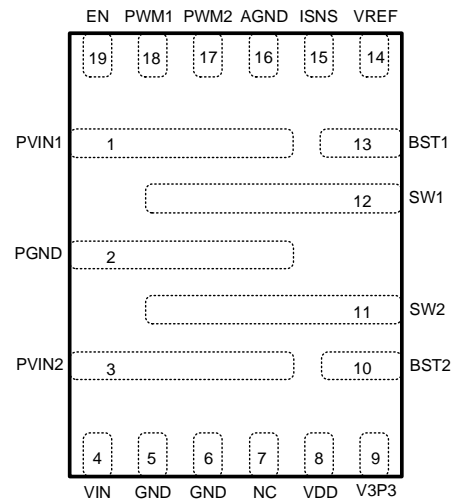 EN PWM1 PWM2 AGND ISNS VREF
19 18 17 16 15 14
PVIN1 1 13 BST1
12 SW1
PGND 2
11 SW2
PVIN2 3 10 BST2
4 5 6 7 8 9
VIN GND GND NC VDD V3P3